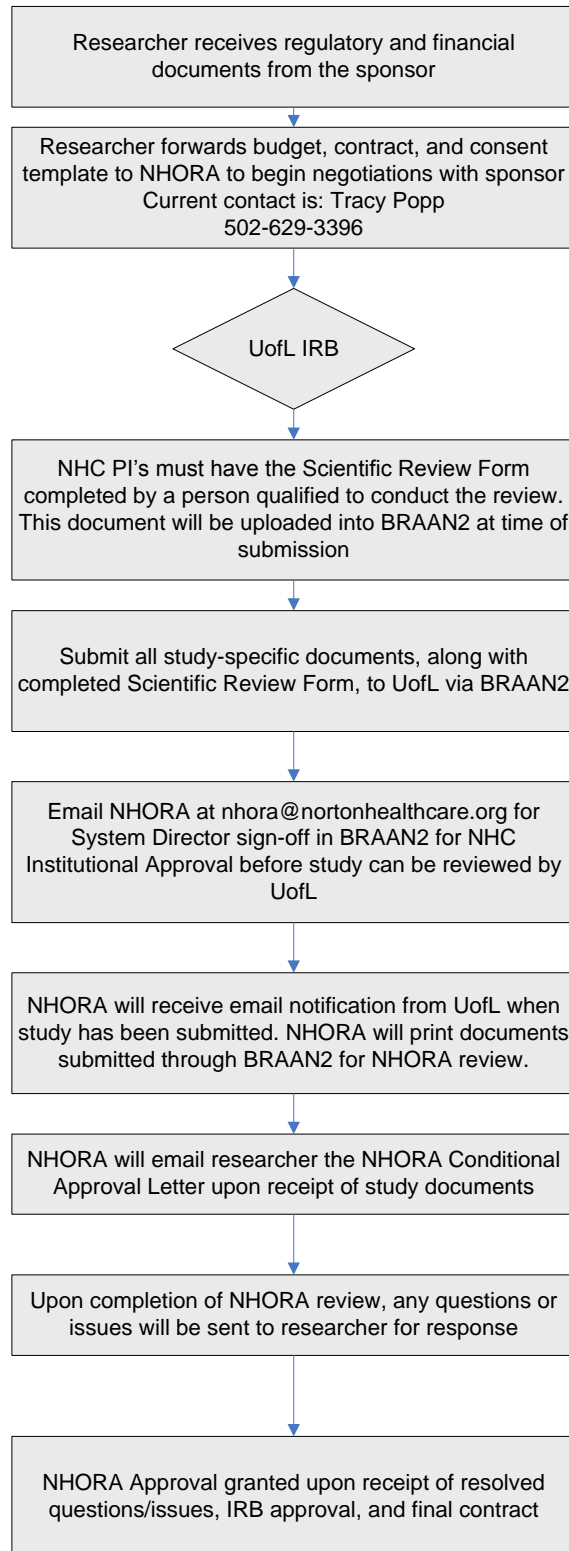 Researcher receives regulatory and financial
documents from the sponsor
Researcher forwards budget, contract, and consent
template to NHORA to begin negotiations with sponsor
Current contact is: Tracy Popp
502-629-3396
UofL IRB
NHC PI's must have the Scientific Review Form
completed by a person qualified to conduct the review.
This document will be uploaded into BRAAN2 at time of
submission
Submit all study-specific documents, along with
completed Scientific Review Form, to UofL via BRAAN2
Email NHORA at nhora@nortonhealthcare.org for
System Director sign-off in BRAAN2 for NHC
Institutional Approval before study can be reviewed by
UofL
NHORA will receive email notification from UofL when
study has been submitted. NHORA will print documents
submitted through BRAAN2 for NHORA review.
NHORA will email researcher the NHORA Conditional
Approval Letter upon receipt of study documents
Upon completion of NHORA review, any questions or
issues will be sent to researcher for response
NHORA Approval granted upon receipt of resolved
questions/issues, IRB approval, and final contract